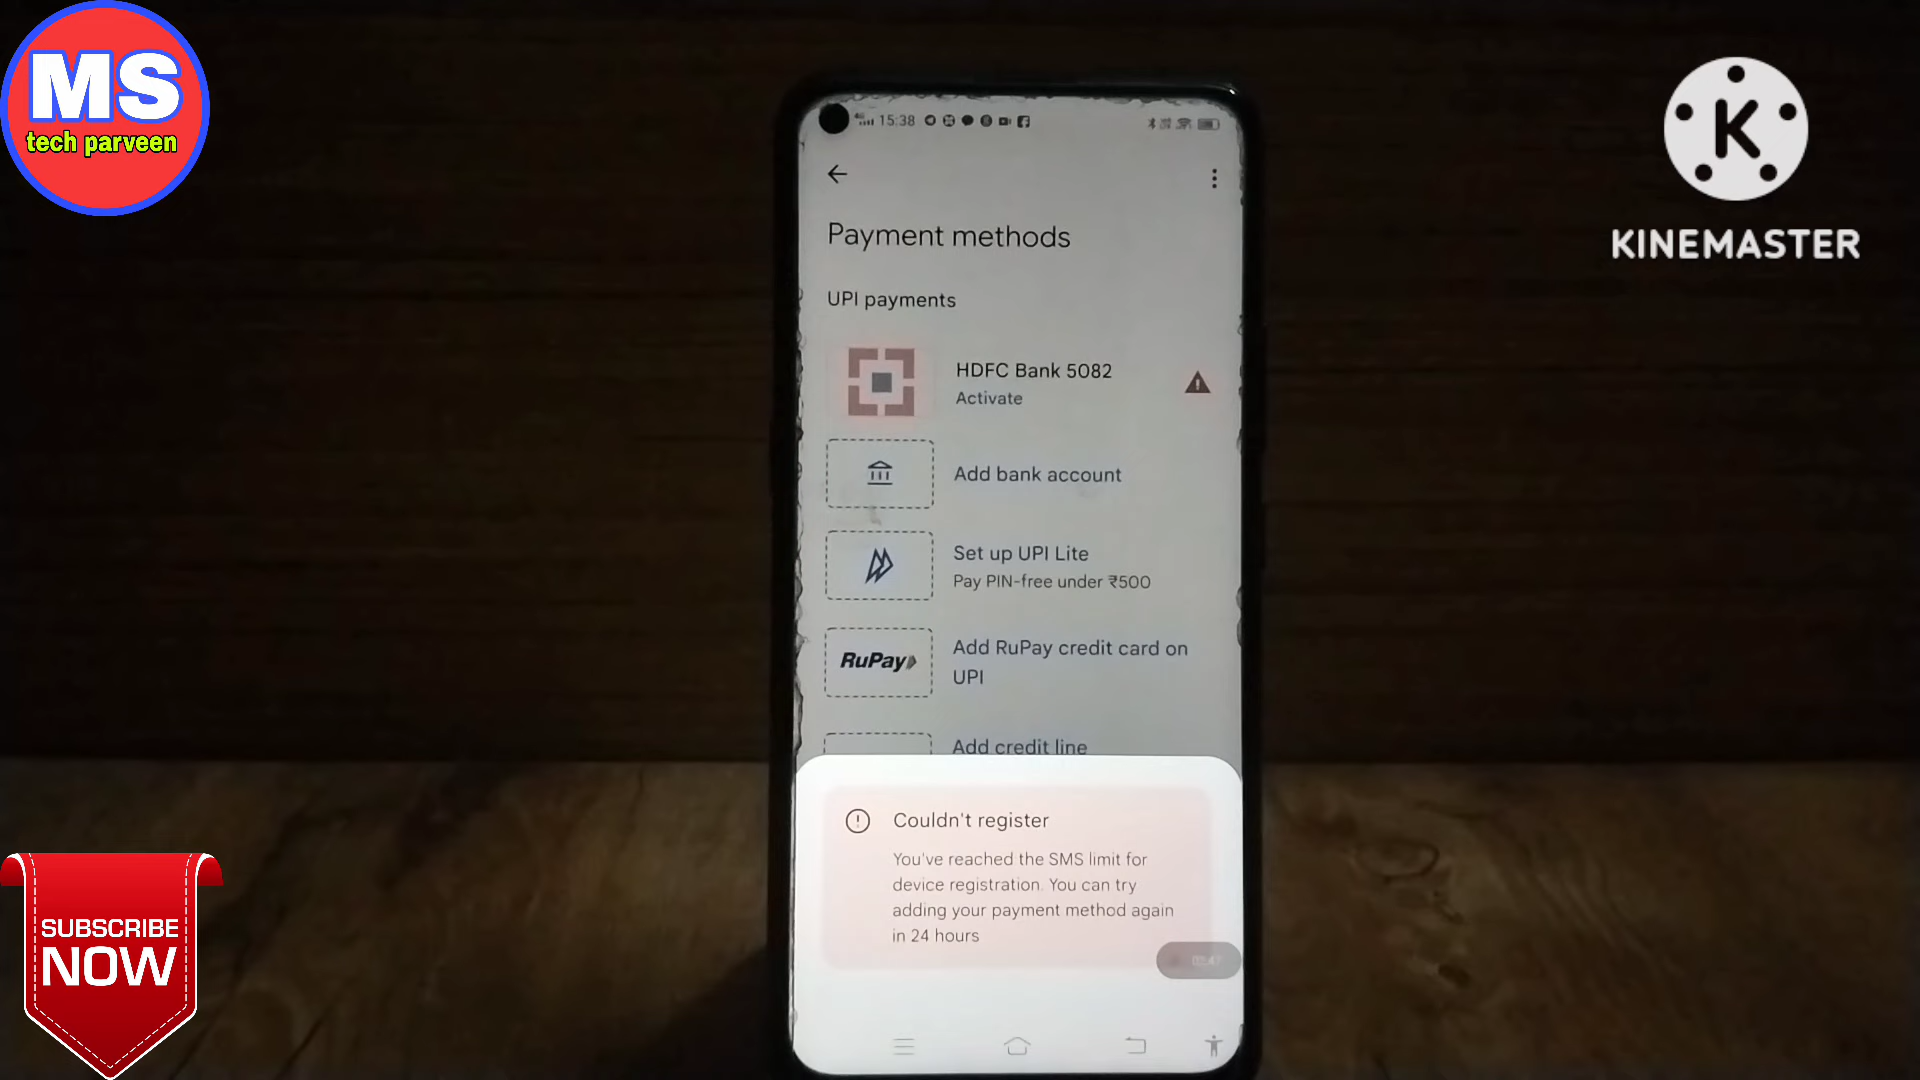 MS
tech parveen
K
KINEMASTER
15:38
Payment methods
UPI payments
HDFC Bank 5082
Activate
Add bank account
Set up UPI Lite
Pay PIN-free under ₹500
RuPay
Add RuPay credit card on
UPI
Add credit line
Couldn't register
You've reached the SMS limit for
device registration. You can try
adding your payment method again
in 24 hours
SUBSCRIBE
NOW